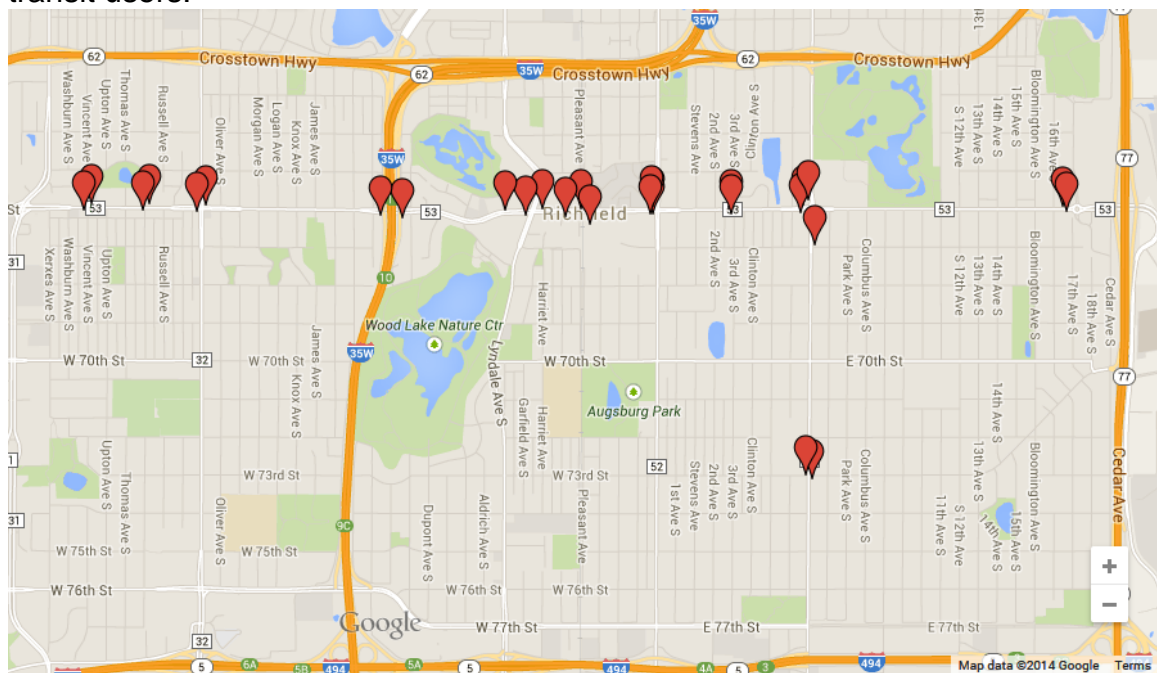 transit users.
35W
77
62
Crosstown Hwy
62
35W
Crosstown Hwy
62
Crosstown Hwy
13th
Washburn Ave S
Vincent Ave S
Upton Ave S
Thomas Ave S
Russell Ave S
Oliver Ave S
Morgan Ave S
Logan Ave S
Knox Ave S
James Ave S
35W
Pleasant Ave
Stevens Ave
2nd Ave S
3rd Ave S
Clinton Ave S
S 12th Ave
13th Ave S
14th Ave S
15th Ave S
Bloomington Ave S
16th Ave
77
St
53
53
Richfield
53
53
53
31
10
Xerxes Ave S
Washburn Ave S
Vincent Ave S
Upton Ave S
Russell Ave S
James Ave S
Harriet Ave
2nd Ave S
3rd Ave S
Clinton Ave S
Park Ave S
Columbus Ave S
S 12th Ave
13th Ave S
14th Ave S
Bloomington Ave S
17th Ave S
18th Ave S
Cedar Ave S
Wood Lake Nature Ctr
W 70th St
32
W 70th St
35W
Lyndale Ave S
W 70th St
E 70th St
77
Knox Ave S
Garfield Ave S
Harriet Ave
Augsburg Park
14th Ave S
Upton Ave S
Thomas Ave S
W 73rd St
W 73rd St
52
Stevens Ave
2nd Ave S
3rd Ave S
Clinton Ave S
Park Ave S
Columbus Ave S
13th Ave S
Bloomington Ave S
Cedar Ave
31
Oliver Ave S
9C
Dupont Ave S
Aldrich Ave S
Pleasant Ave
1st Ave S
11th Ave S
S 12th Ave
14th Ave S
15th Ave S
W 75th St
W 75th St
+
−
W 76th St
W 76th St
W 76th St
Google
W 77th St
E 77th St
E 77th St
32
5
6A
5B
494
5A
5
494
4A
5
3
494
Map data ©2014 Google Terms